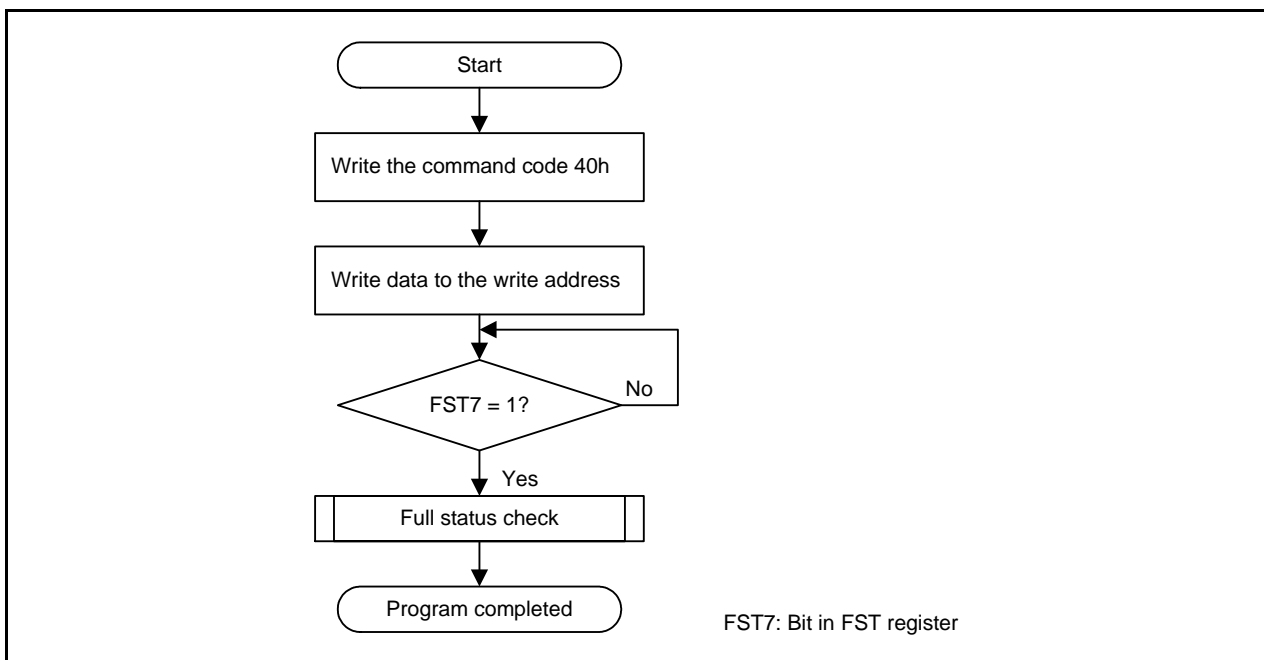 Start
Write the command code 40h
Write data to the write address
FST7 = 1?
No
Yes
Full status check
Program completed
FST7: Bit in FST register